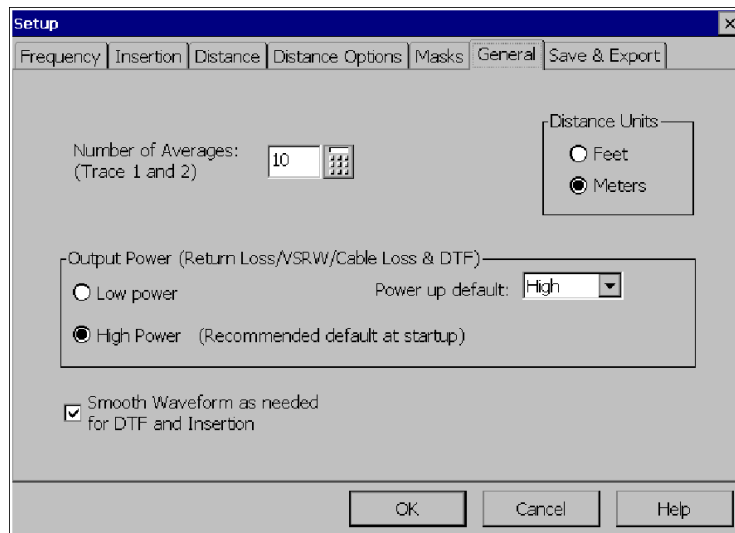 Setup
Frequency Insertion Distance Distance Options Masks General Save & Export
Number of Averages:
(Trace 1 and 2)
10
Distance Units
Feet
Meters
Output Power (Return Loss/VSRW/Cable Loss & DTF)
Low power
Power up default: High
High Power (Recommended default at startup)
Smooth Waveform as needed
for DTF and Insertion
OK Cancel Help